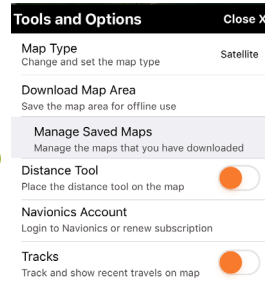 Tools and Options Close X
Map Type Satellite
Change and set the map type
Download Map Area
Save the map area for offline use
Manage Saved Maps
Manage the maps that you have downloaded
Distance Tool
Place the distance tool on the map
Navionics Account
Login to Navionics or renew subscription
Tracks
Track and show recent travels on map